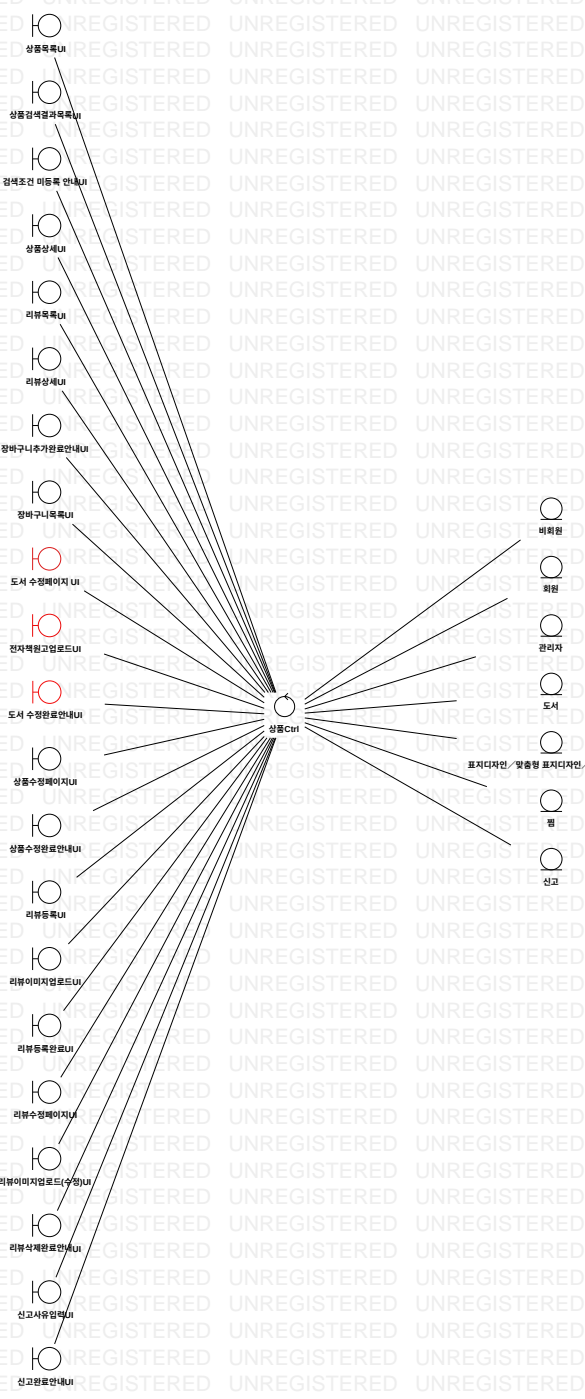 상품목록UI
상품검색결과목록UI
검색조건 미등록 안내UI
상품상세UI
리뷰목록UI
리뷰상세UI
장바구니추가완료안내UI
장바구니목록UI
도서 수정페이지 UI
전자책원고업로드UI
도서 수정완료안내UI
상품수정페이지UI
상품수정완료안내UI
리뷰등록UI
리뷰이미지업로드UI
리뷰등록완료UI
리뷰수정페이지UI
리뷰이미지업로드(수정)UI
리뷰삭제완료안내UI
신고사유입력UI
신고완료안내UI
상품Ctrl
비회원
회원
관리자
도서
표지디자인／맞춤형 표지디자인／
찜
신고
UNREGISTERED